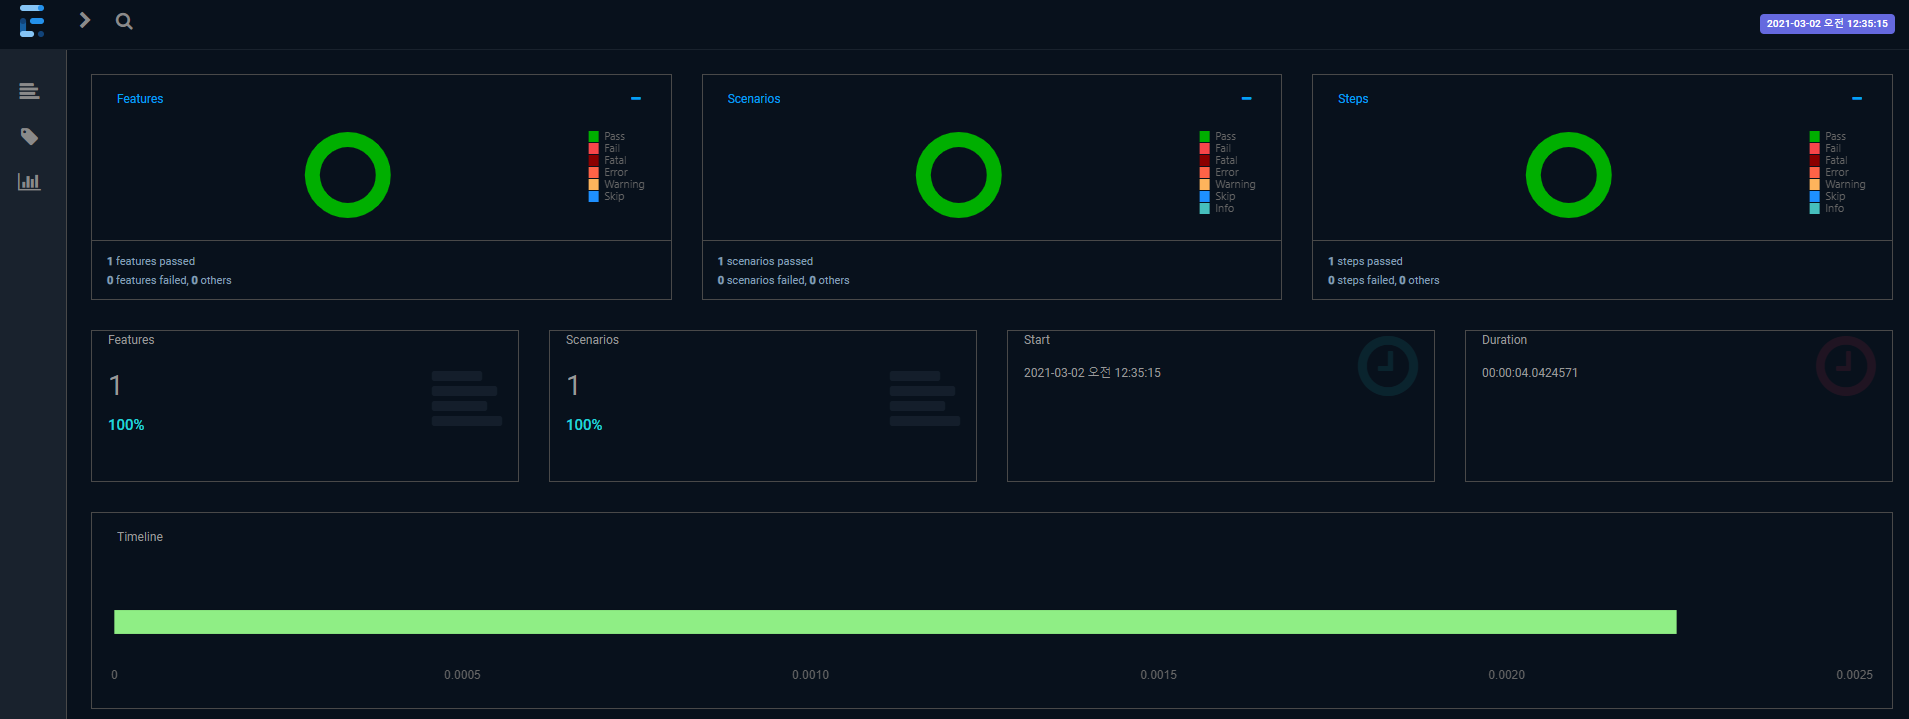 2021-03-02 오전 12:35:15
Features
Pass
Fail
Fatal
Error
Warning
Skip
1 features passed
0 features failed, 0 others
Scenarios
Pass
Fail
Fatal
Error
Warning
Skip
Info
1 scenarios passed
0 scenarios failed, 0 others
Steps
Pass
Fail
Fatal
Error
Warning
Skip
Info
1 steps passed
0 steps failed, 0 others
Features
1
100%
Scenarios
1
100%
Start
2021-03-02 오전 12:35:15
Duration
00:00:04.0424571
Timeline
0 0.0005 0.0010 0.0015 0.0020 0.0025